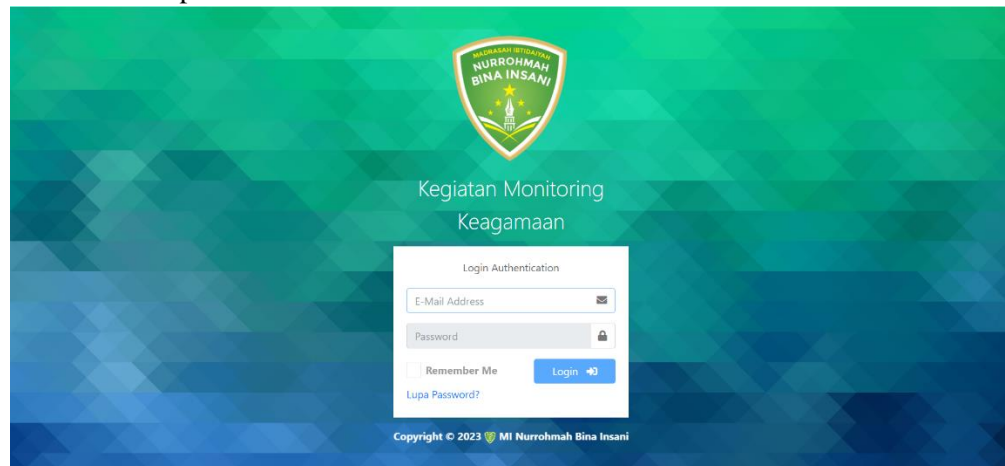 MADRASAH IBTIDAIYAH
NURROHMAH
BINA INSANI
Kegiatan Monitoring
Keagamaan
Login Authentication
E-Mail Address
Password
Remember Me
Login
Lupa Password?
Copyright © 2023 MI Nurrohmah Bina Insani